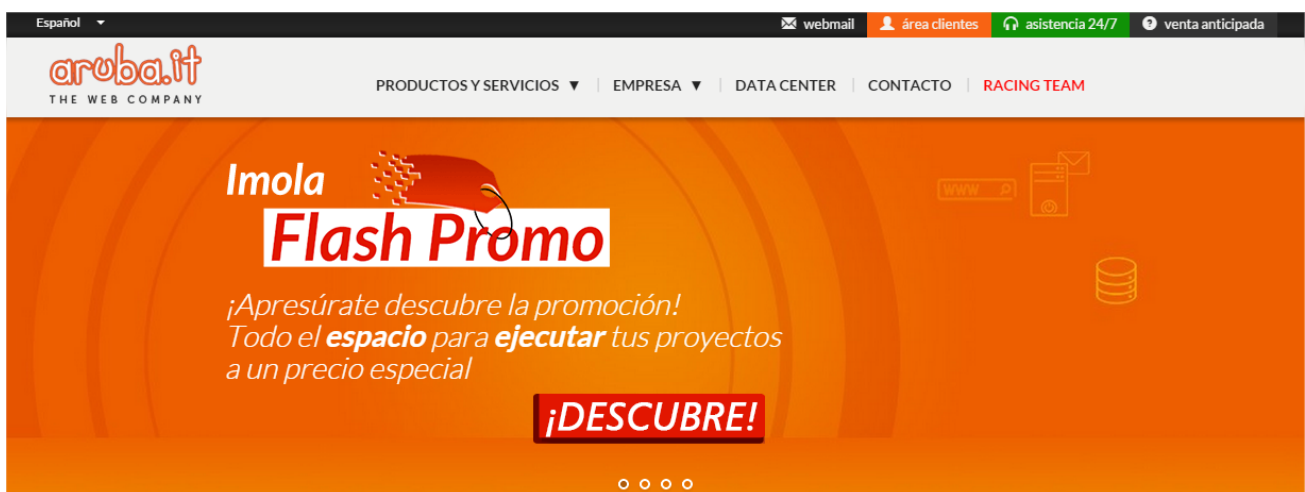 Español
webmail
área clientes
asistencia 24/7
venta anticipada
aruba.it
THE WEB COMPANY
PRODUCTOS Y SERVICIOS ▼
EMPRESA ▼
DATA CENTER
CONTACTO
RACING TEAM
Imola
Flash Promo
WWW
¡Apresúrate descubre la promoción!
Todo el espacio para ejecutar tus proyectos
a un precio especial
¡DESCUBRE!